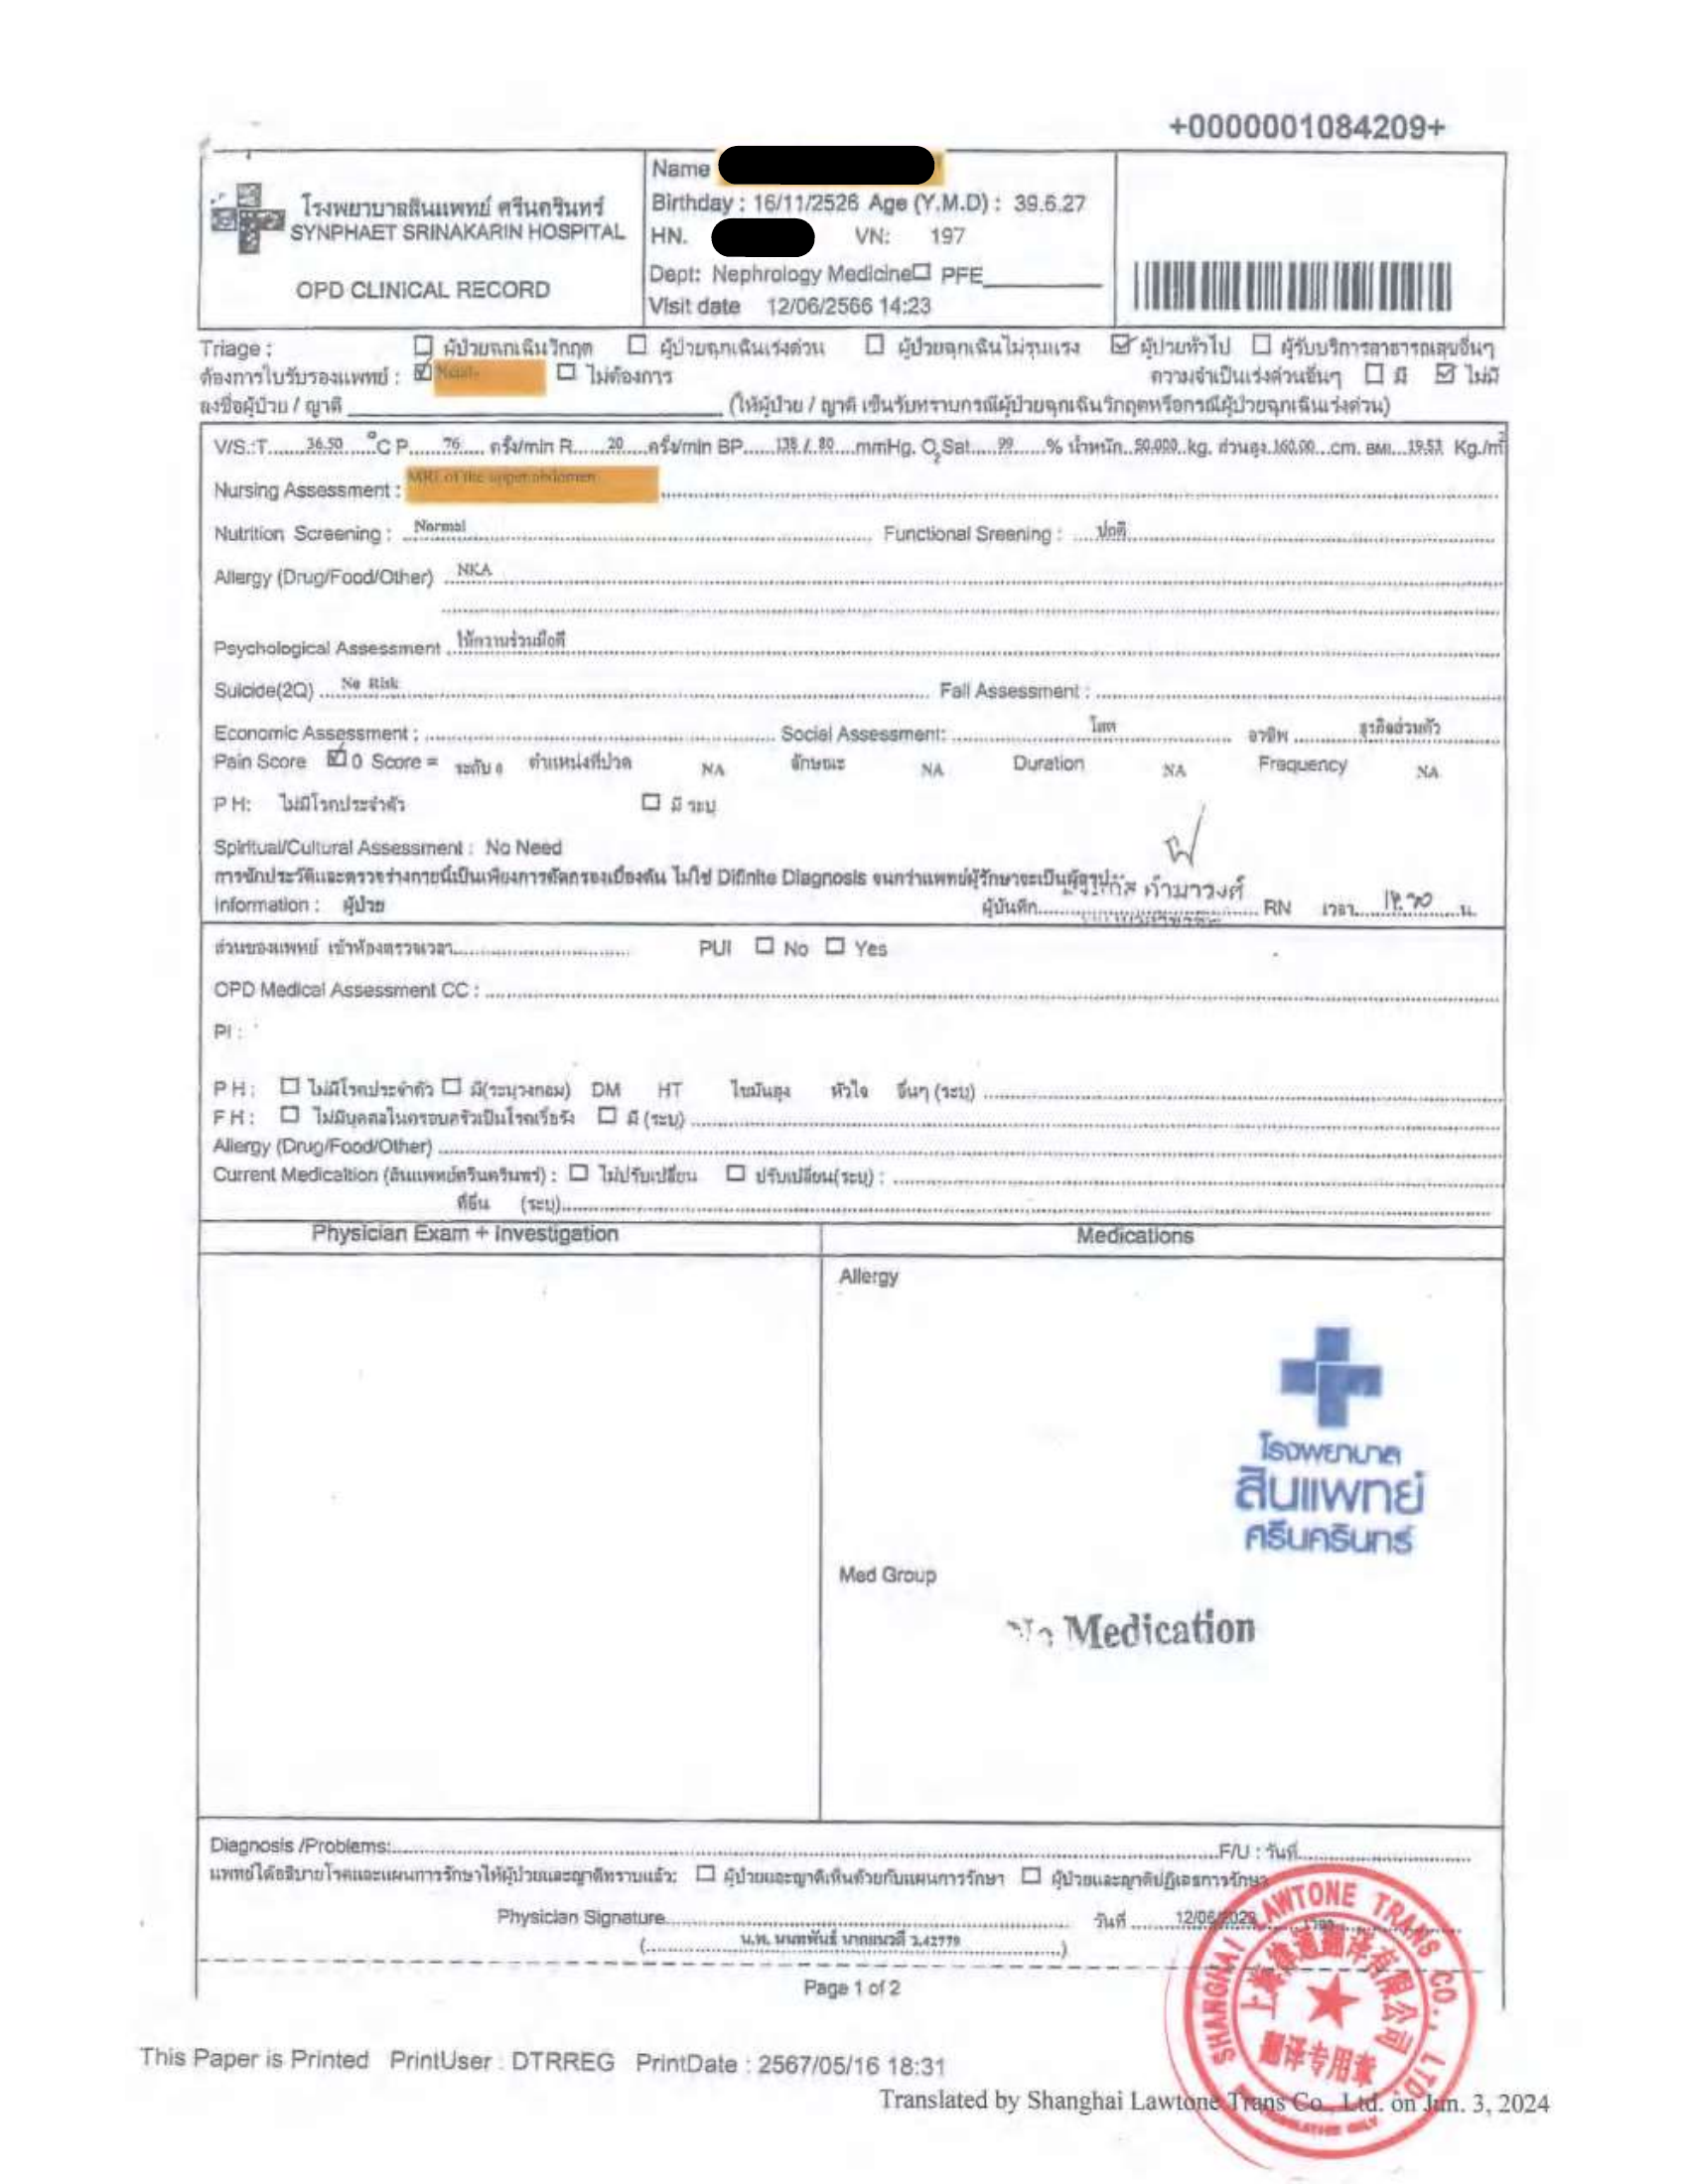 +0000001084209+
โรงพยาบาลสินแพทย์ ศรีนครินทร์
SYNPHAET SRINAKARIN HOSPITAL
OPD CLINICAL RECORD
Name
Birthday : 16/11/2526 Age (Y.M.D) : 39.6.27
HN. VN: 197
Dept: Nephrology Medicine☐ PFE
Visit date 12/06/2566 14:23
Triage : ☐ ผู้ป่วยฉุกเฉินวิกฤต ☐ ผู้ป่วยฉุกเฉินเร่งด่วน ☐ ผู้ป่วยฉุกเฉินไม่รุนแรง ☑ ผู้ป่วยทั่วไป ☐ ผู้รับบริการสาธารณสุขอื่นๆ
ต้องการใบรับรองแพทย์ : ☑ ☐ ไม่ต้องการ ความจำเป็นเร่งด่วนอื่นๆ ☐ มี ☑ ไม่มี
ลงชื่อผู้ป่วย / ญาติ (ให้ผู้ป่วย / ญาติ เซ็นรับทราบกรณีผู้ป่วยฉุกเฉินวิกฤตหรือกรณีผู้ป่วยฉุกเฉินเร่งด่วน)
V/S.:T. 36.50 °C P. 76 ครั้ง/min R. 20 ครั้ง/min BP 138 / 80 mmHg. O2 Sat 99 % น้ำหนัก 50.000 kg. ส่วนสูง 160.00 cm. BMI 19.53 Kg./m2
Nursing Assessment : MRI of the upper abdomen
Nutrition Screening : Normal Functional Sreening : ปกติ
Allergy (Drug/Food/Other) NKA
Psychological Assessment ให้ความร่วมมือดี
Suicide(2Q) No Risk Fall Assessment :
Economic Assessment : Social Assessment: โสด อาชีพ ธุรกิจส่วนตัว
Pain Score ☑ 0 Score = ระดับ 0 ตำแหน่งที่ปวด NA ลักษณะ NA Duration NA Frequency NA
P H: ไม่มีโรคประจำตัว ☐ มี ระบุ
Spiritual/Cultural Assessment : No Need
การซักประวัติและตรวจร่างกายนี้เป็นเพียงการคัดกรองเบื้องต้น ไม่ใช่ Difinite Diagnosis จนกว่าแพทย์ผู้รักษาจะเป็นผู้สรุป
Information : ผู้ป่วย ผู้บันทึก RN เวลา น.
ส่วนของแพทย์ เข้าห้องตรวจเวลา PUI ☐ No ☐ Yes
OPD Medical Assessment CC :
PI :
P H : ☐ ไม่มีโรคประจำตัว ☐ มี(ระบุวงกลม) DM HT ไขมันสูง หัวใจ อื่นๆ (ระบุ)
F H : ☐ ไม่มีบุคคลในครอบครัวเป็นโรคเรื้อรัง ☐ มี (ระบุ)
Allergy (Drug/Food/Other)
Current Medicaltion (สินแพทย์ศรีนครินทร์) : ☐ ไม่ปรับเปลี่ยน ☐ ปรับเปลี่ยน(ระบุ) :
ที่อื่น (ระบุ)
Physician Exam + Investigation Medications
Allergy
โรงพยาบาล
สินแพทย์
ศรีนครินทร์
Med Group
No Medication
Diagnosis /Problems: F/U : วันที่
แพทย์ได้อธิบายโรคและแผนการรักษาให้ผู้ป่วยและญาติทราบแล้ว: ☐ ผู้ป่วยและญาติเห็นด้วยกับแผนการรักษา ☐ ผู้ป่วยและญาติปฏิเสธการรักษา
Physician Signature วันที่ 12/06/2023 เวลา
Page 1 of 2
SHANGHAI LAWTONE TRANS CO., LTD.
翻译专用章
This Paper is Printed PrintUser : DTRREG PrintDate : 2567/05/16 18:31
Translated by Shanghai Lawtone Trans Co., Ltd. on Jun. 3, 2024